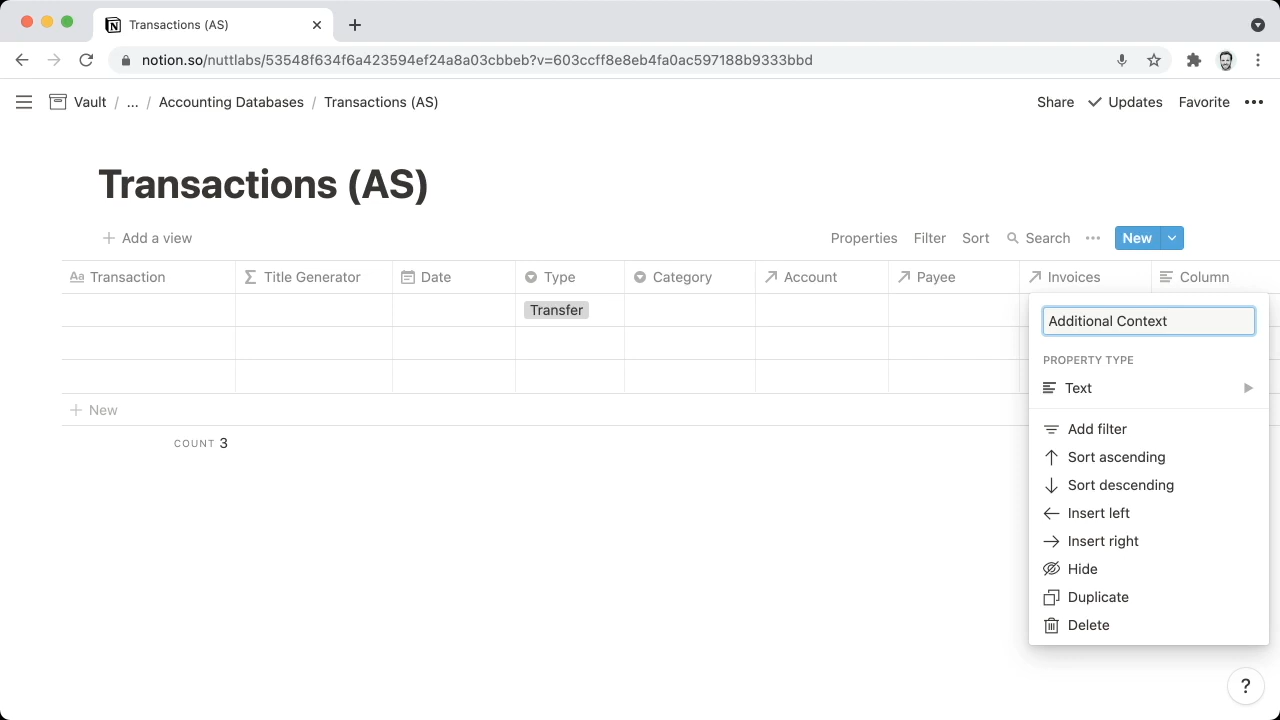 Transactions (AS)
notion.so/nuttlabs/53548f634f6a423594ef24a8a03cbbeb?v=603ccff8e8eb4fa0ac597188b9333bbd
Vault / ... / Accounting Databases / Transactions (AS)
Share Updates Favorite
Transactions (AS)
Add a view
Properties Filter Sort Search New
Aa Transaction Title Generator Date Type Category Account Payee Invoices Column
Transfer
Additional Context
PROPERTY TYPE
Text
New
COUNT 3
Add filter
Sort ascending
Sort descending
Insert left
Insert right
Hide
Duplicate
Delete
?